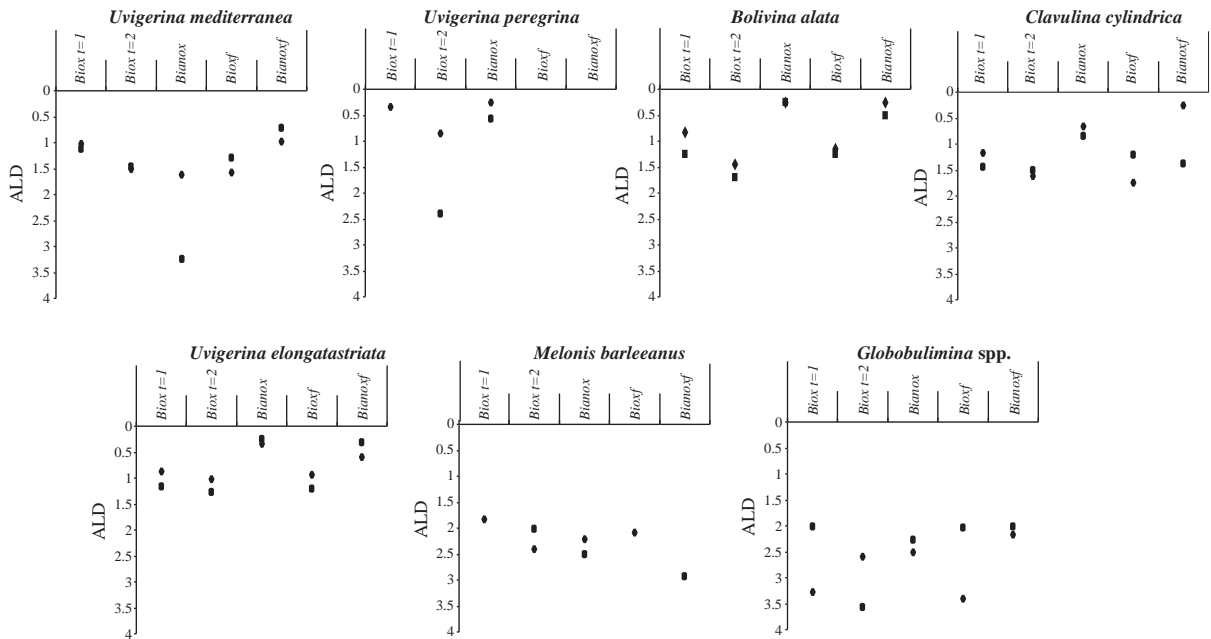 Uvigerina mediterranea
Biox t=1
Biox t=2
Bianox
Bioxf
Bianoxf
0
0.5
1
1.5
2
2.5
3
3.5
4
ALD
Uvigerina peregrina
Biox t=1
Biox t=2
Bianox
Bioxf
Bianoxf
0
0.5
1
1.5
2
2.5
3
3.5
4
ALD
Bolivina alata
Biox t=1
Biox t=2
Bianox
Bioxf
Bianoxf
0
0.5
1
1.5
2
2.5
3
3.5
4
ALD
Clavulina cylindrica
Biox t=1
Biox t=2
Bianox
Bioxf
Bianoxf
0
0.5
1
1.5
2
2.5
3
3.5
4
ALD
Uvigerina elongatastriata
Biox t=1
Biox t=2
Bianox
Bioxf
Bianoxf
0
0.5
1
1.5
2
2.5
3
3.5
4
ALD
Melonis barleeanus
Biox t=1
Biox t=2
Bianox
Bioxf
Bianoxf
0
0.5
1
1.5
2
2.5
3
3.5
4
ALD
Globobulimina spp.
Biox t=1
Biox t=2
Bianox
Bioxf
Bianoxf
0
0.5
1
1.5
2
2.5
3
3.5
4
ALD